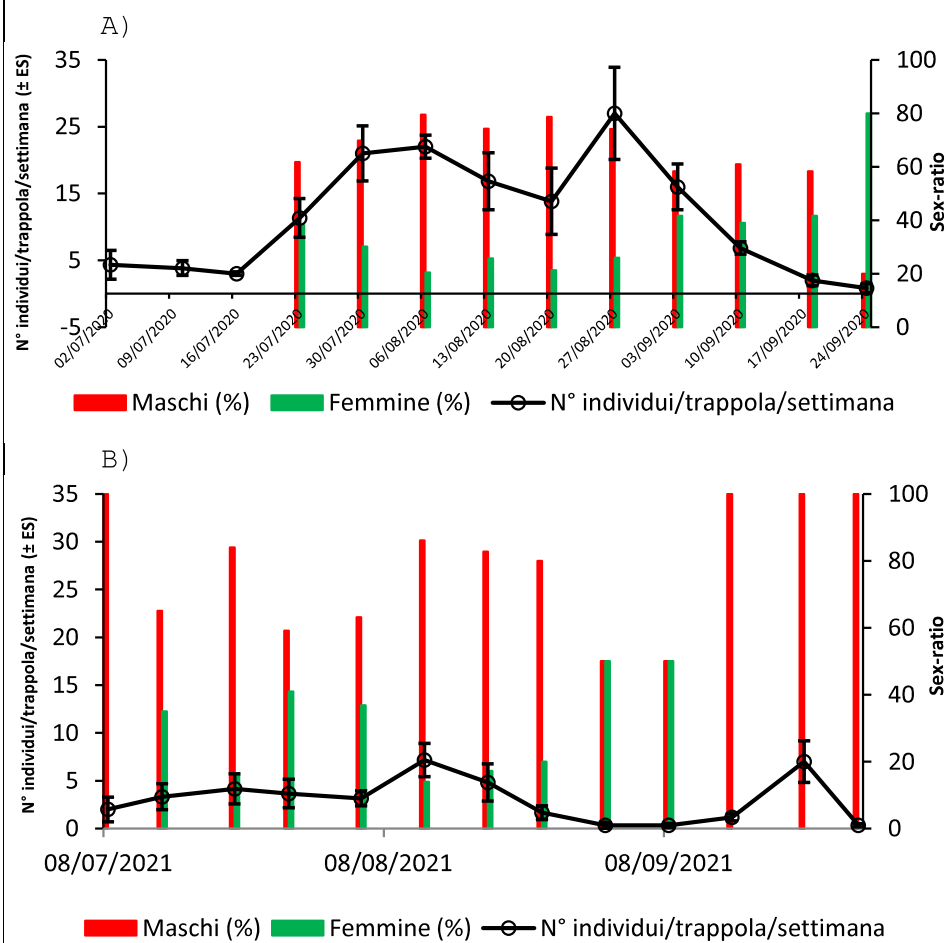 A)
N° individui/trappola/settimana (± ES)
35
25
15
5
-5
100
80
60
40
20
0
Sex-ratio
02/07/2020 09/07/2020 16/07/2020 23/07/2020 30/07/2020 06/08/2020 13/08/2020 20/08/2020 27/08/2020 03/09/2020 10/09/2020 17/09/2020 24/09/2020
Maschi (%) Femmine (%) N° individui/trappola/settimana
B)
N° individui/trappola/settimana (± ES)
35
30
25
20
15
10
5
0
100
80
60
40
20
0
Sex-ratio
08/07/2021 08/08/2021 08/09/2021
Maschi (%) Femmine (%) N° individui/trappola/settimana